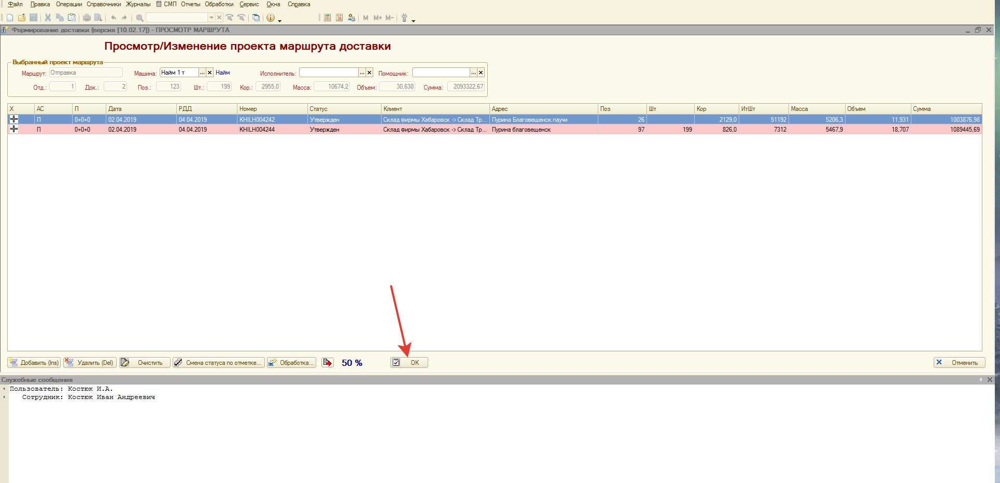 Файл Правка Операции Справочники Журналы СМП Отчеты Обработки Сервис Окна Справка
31 M M+ M−
Формирование доставки (версия [10.02.17]) - ПРОСМОТР МАРШРУТА
Просмотр/Изменение проекта маршрута доставки
Выбранный проект маршрута
Маршрут: Отправка Машина: Найм 1 т ... Найм Исполнитель: ... Помощник: ...
Отд.: 1 Док.: 2 Поз.: 123 Шт.: 199 Кор.: 2955,0 Масса: 10674,2 Объем: 30,638 Сумма: 2093322,67
X АС П Дата РДД Номер Статус Клиент Адрес Поз Шт Кор ИтШт Масса Объем Сумма
П 0+0+0 02.04.2019 04.04.2019 KHILH004242 Утвержден Склад фирмы Хабаровск -> Склад Тр... Пурина Благовещенск паучи 26 2129,0 51192 5206,3 11,931 1003876,98
П 0+0+0 02.04.2019 04.04.2019 KHILH004244 Утвержден Склад фирмы Хабаровск -> Склад Тр... Пурина благовещенск 97 199 826,0 7312 5467,9 18,707 1089445,69
Добавить (Ins) Удалить (Del) Очистить Смена статуса по отметке... Обработка... 50 % OK Отменить
Служебные сообщения
Пользователь: Костюк И.А.
Сотрудник: Костюк Иван Андреевич